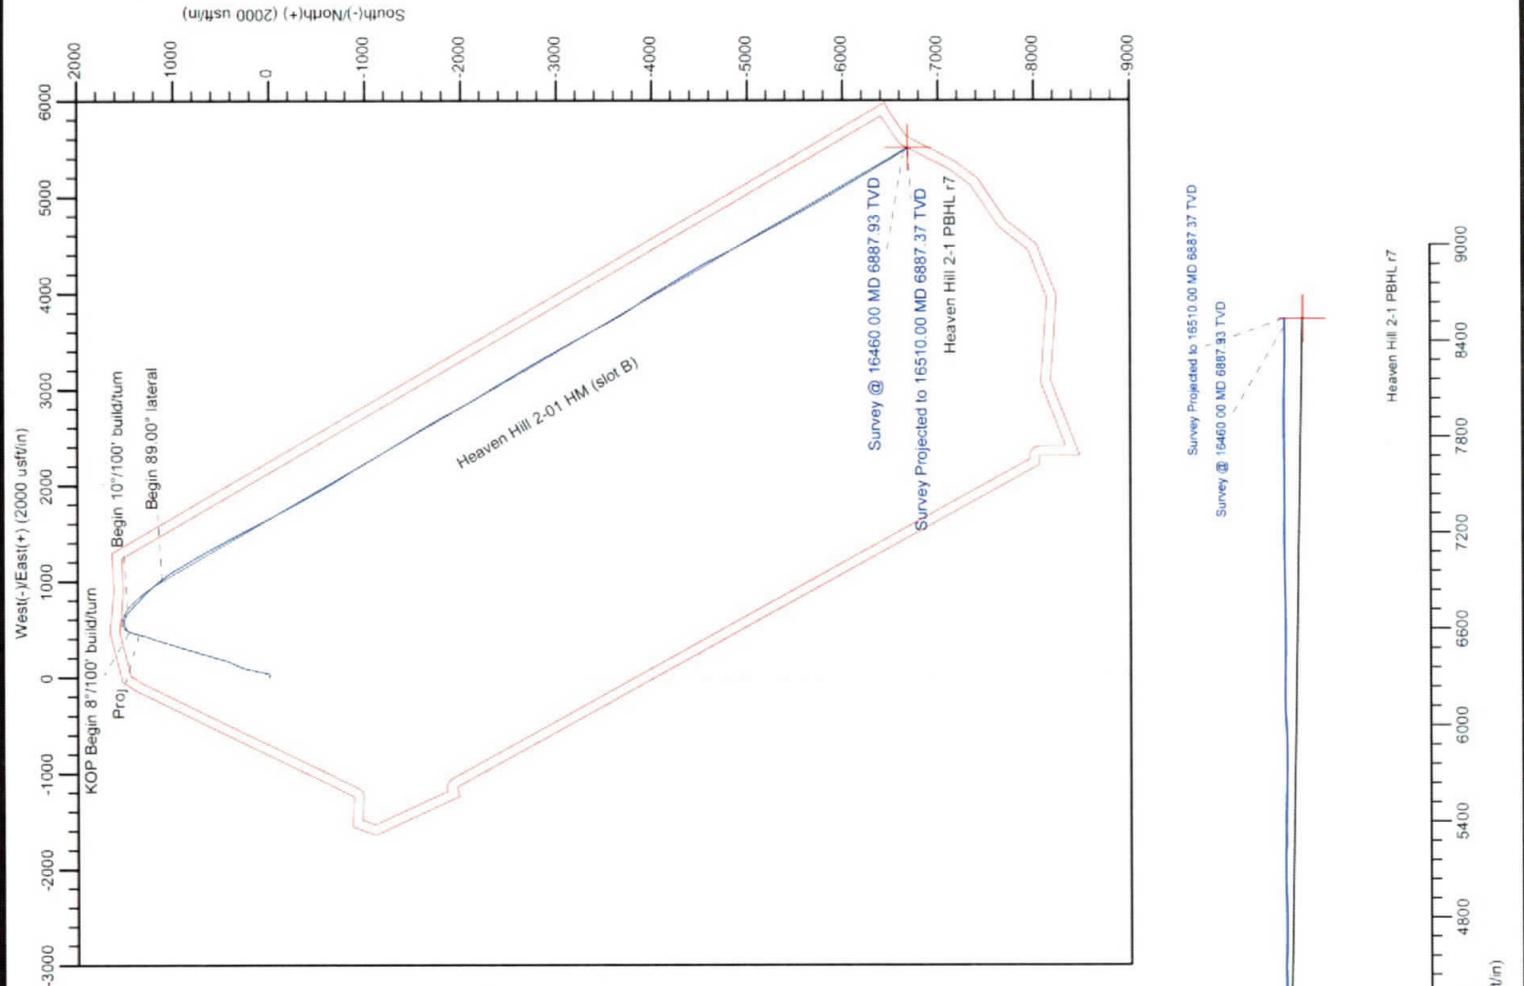 South(-)/North(+) (2000 usft/in)
2000
1000
0
-1000
-2000
-3000
-4000
-5000
-6000
-7000
-8000
-9000
West(-)/East(+) (2000 usft/in)
6000
5000
4000
3000
2000
1000
0
-1000
-2000
-3000
KOP Begin 8°/100' build/turn
Proj
Begin 10°/100' build/turn
Begin 89.00° lateral
Heaven Hill 2-01 HM (slot B)
Survey @ 16460.00 MD 6887.93 TVD
Survey Projected to 16510.00 MD 6887.37 TVD
Heaven Hill 2-1 PBHL r7
Survey Projected to 16510.00 MD 6887.37 TVD
Survey @ 16460.00 MD 6887.93 TVD
Heaven Hill 2-1 PBHL r7
9000
8400
7800
7200
6600
6000
5400
4800
t/in)